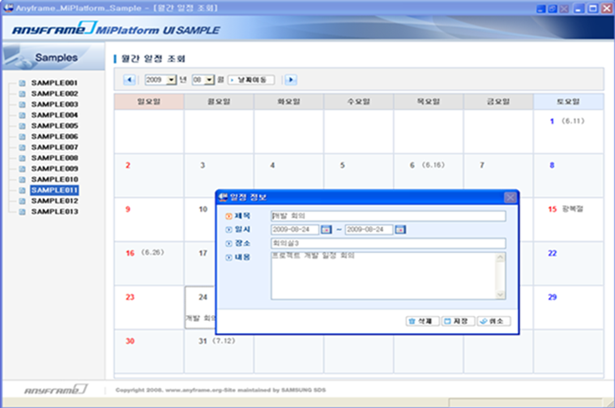 Anyframe_MiPlatform_Sample - [월간 일정 조회]
ANYFRAME MiPlatform UI SAMPLE
Samples
SAMPLE001
SAMPLE002
SAMPLE003
SAMPLE004
SAMPLE005
SAMPLE006
SAMPLE007
SAMPLE008
SAMPLE009
SAMPLE010
SAMPLE011
SAMPLE012
SAMPLE013
월간 일정 조회
2009 년 08 월 날짜이동
일요일 월요일 화요일 수요일 목요일 금요일 토요일
1 (6.11)
2 3 4 5 6 (6.16) 7 8
9 10 15 광복절
16 (6.26) 17 22
23 24 29
개발 회의
30 31 (7.12)
일정 정보
제목 개발 회의
일시 2009-08-24 - 2009-08-24
장소 회의실3
내용 프로젝트 개발 일정 회의
삭제 저장 취소
ANYFRAME Copyright 2008. www.anyframe.org-Site maintained by SAMSUNG SDS